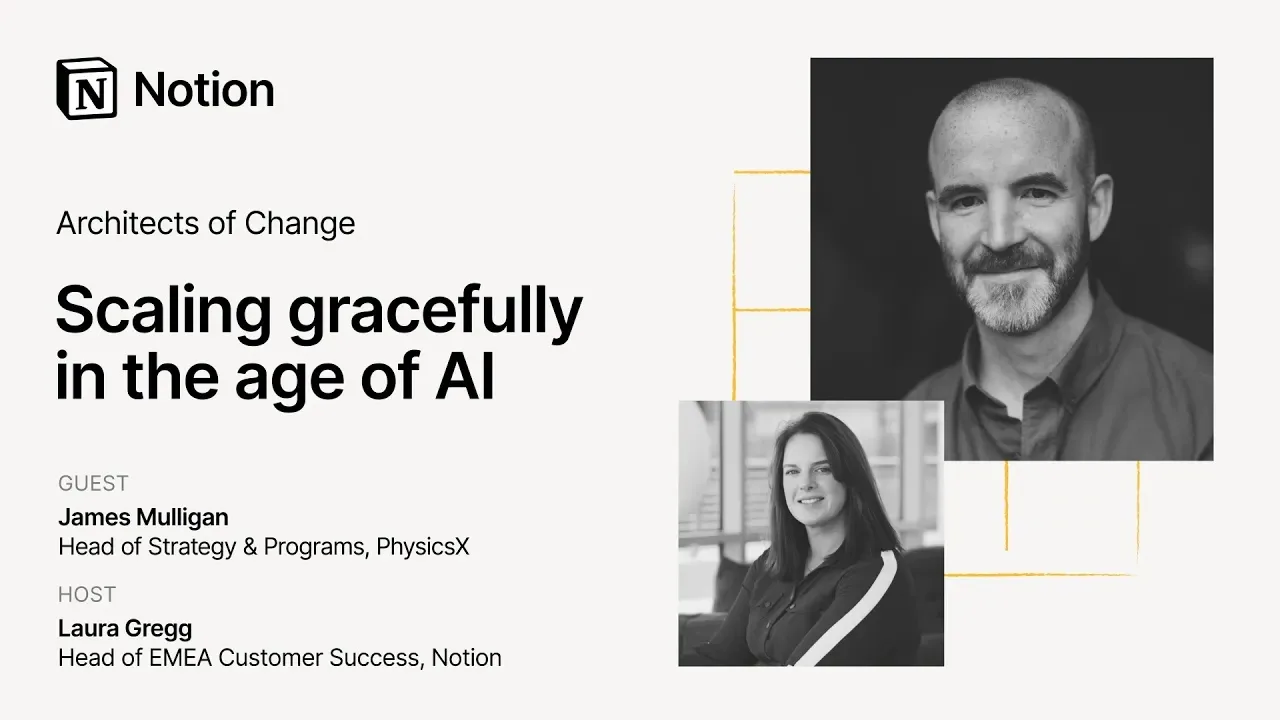 N Notion
Architects of Change
Scaling gracefully
in the age of AI
GUEST
James Mulligan
Head of Strategy & Programs, PhysicsX
HOST
Laura Gregg
Head of EMEA Customer Success, Notion